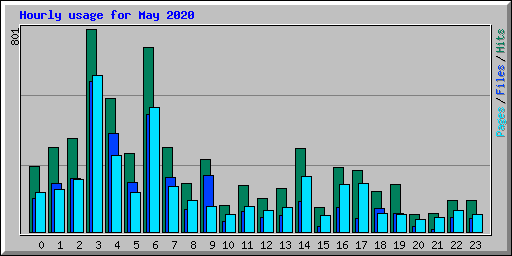 Hourly usage for May 2020
801
Pages/Files/Hits
0 1 2 3 4 5 6 7 8 9 10 11 12 13 14 15 16 17 18 19 20 21 22 23